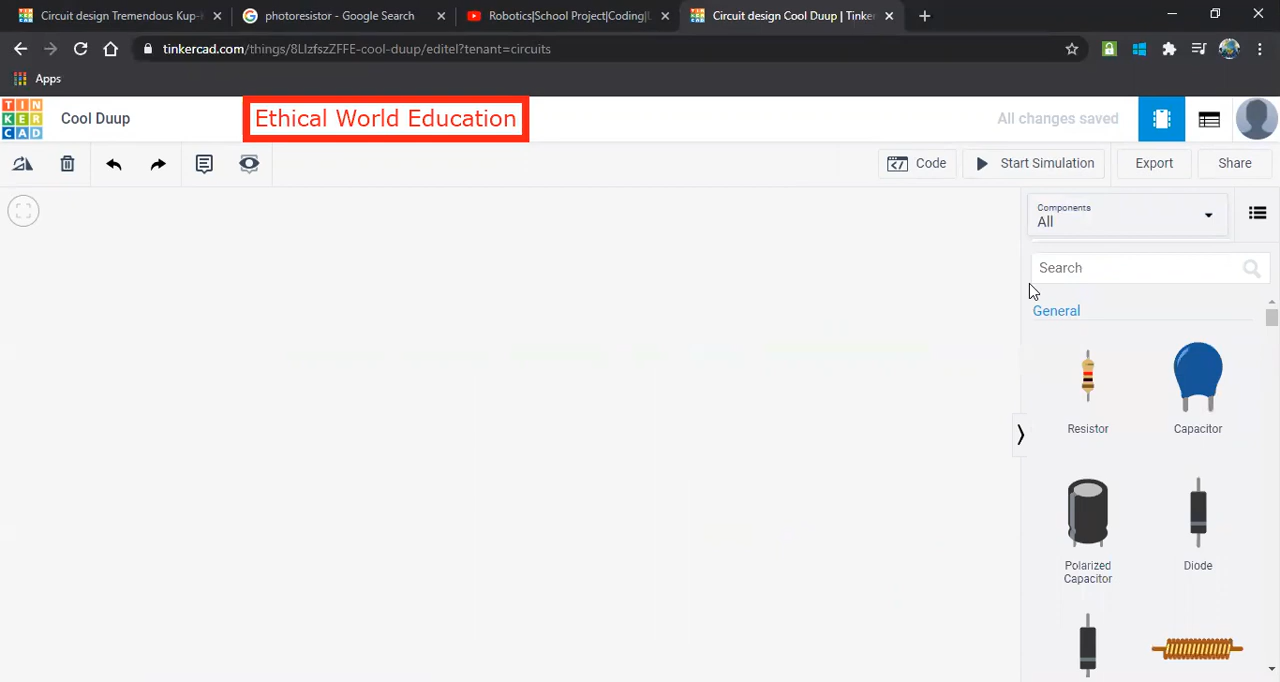 Circuit design Tremendous Kup-
photoresistor - Google Search
Robotics|School Project|Coding|
Circuit design Cool Duup | Tinker
tinkercad.com/things/8LIzfszZFFE-cool-duup/editel?tenant=circuits
Apps
TIN
KER
CAD
Cool Duup
Ethical World Education
All changes saved
Code
Start Simulation
Export
Share
Components
All
Search
General
Resistor
Capacitor
Polarized
Capacitor
Diode